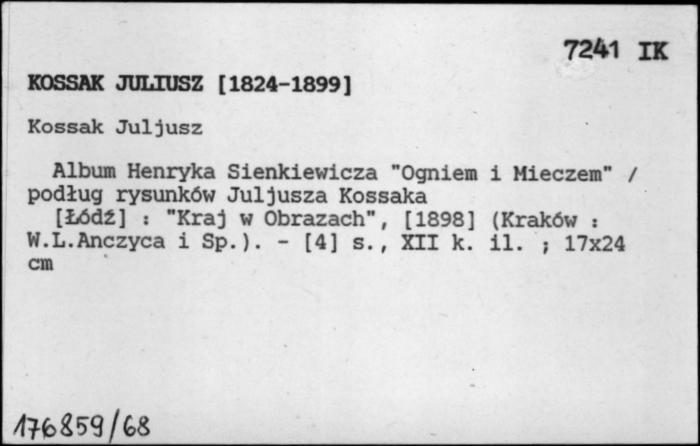 7241 IK
KOSSAK JULIUSZ [1824-1899]
Kossak Juljusz
Album Henryka Sienkiewicza "Ogniem i Mieczem" /
podług rysunków Juljusza Kossaka
[Łódź] : "Kraj w Obrazach", [1898] (Kraków :
W.L.Anczyca i Sp.). - [4] s., XII k. il. ; 17x24
cm
176859/68